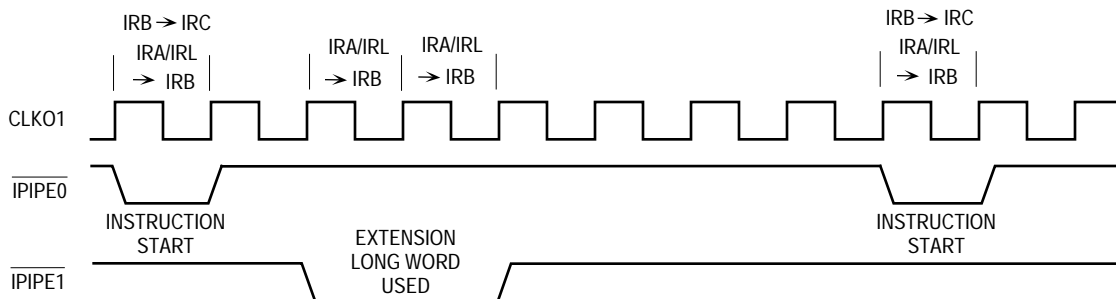 IRB → IRC
IRA/IRL
→ IRB
IRA/IRL
→ IRB
IRA/IRL
→ IRB
IRB → IRC
IRA/IRL
→ IRB
CLKO1
IPIPE0
INSTRUCTION
START
INSTRUCTION
START
EXTENSION
LONG WORD
USED
IPIPE1